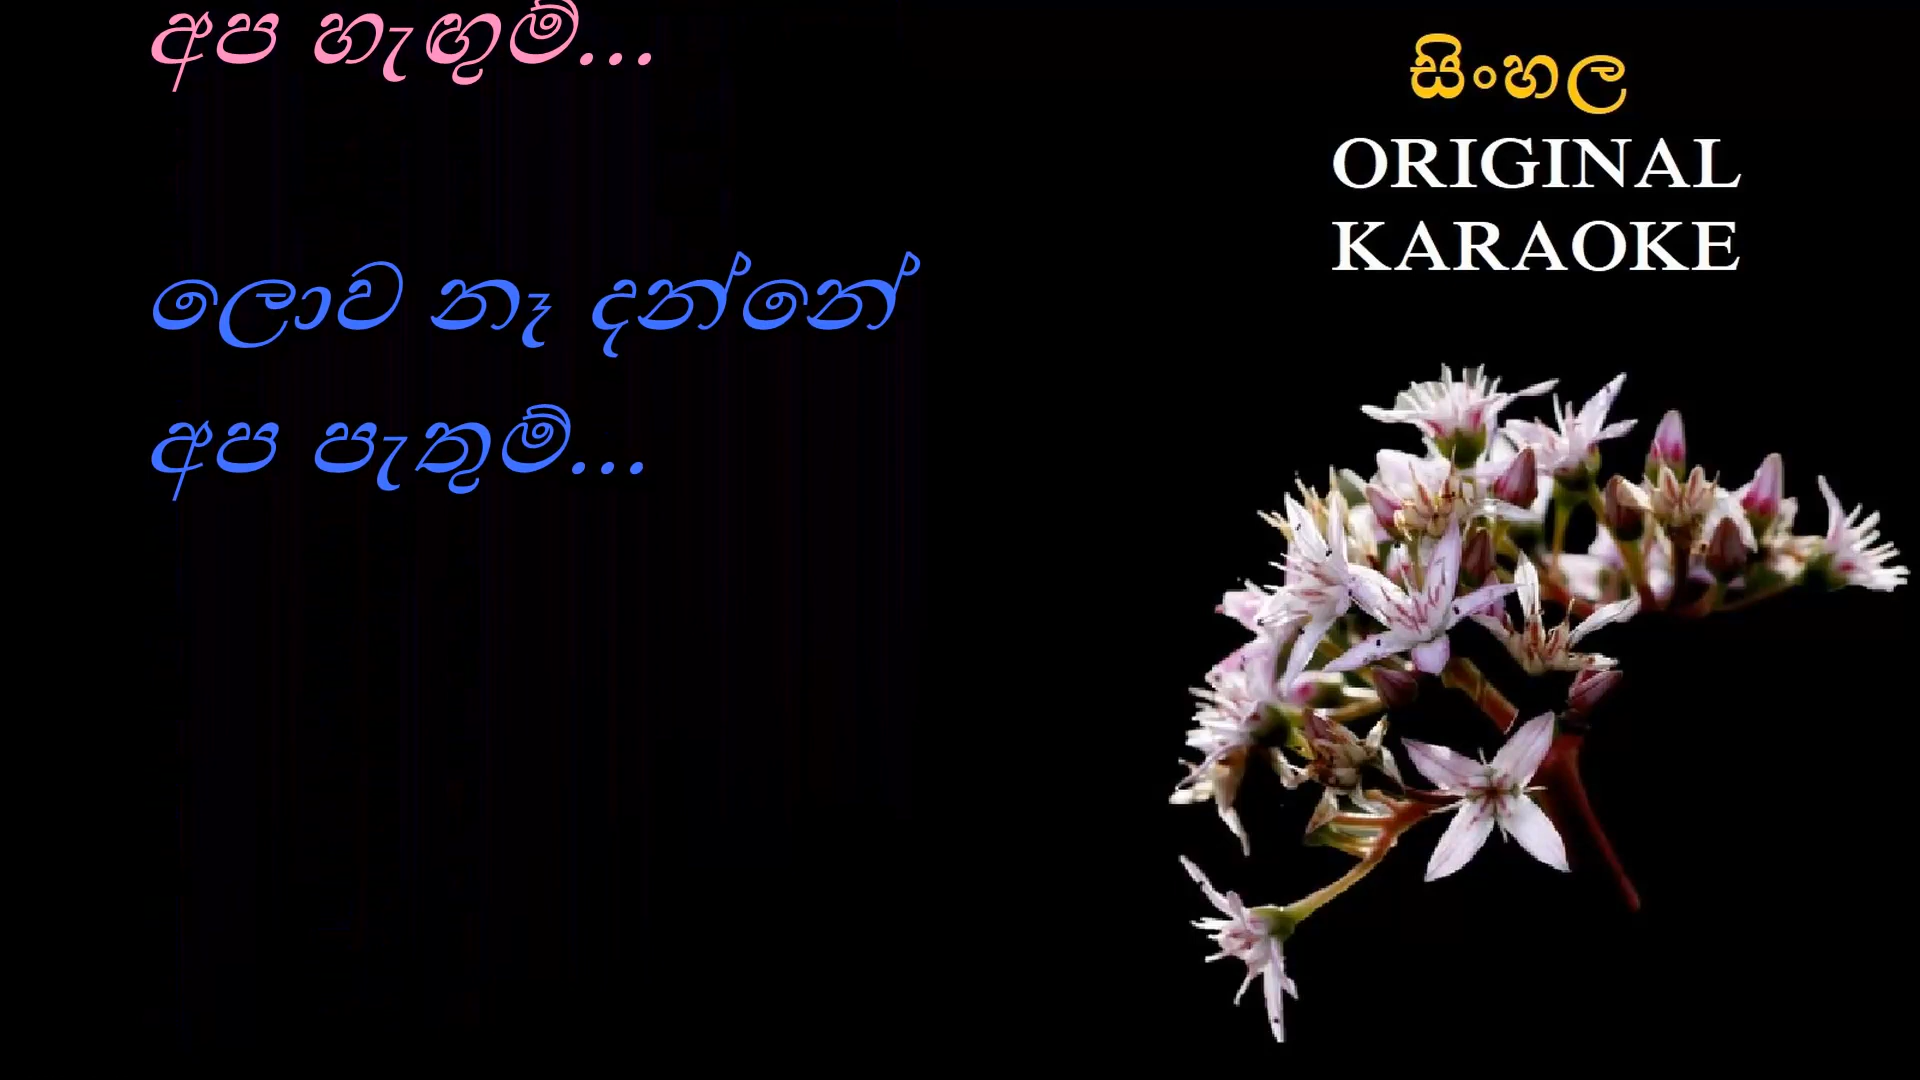 අප හැඟුම්...
ලොව නෑ දන්නේ
අප පැතුම්...
සිංහල
ORIGINAL
KARAOKE